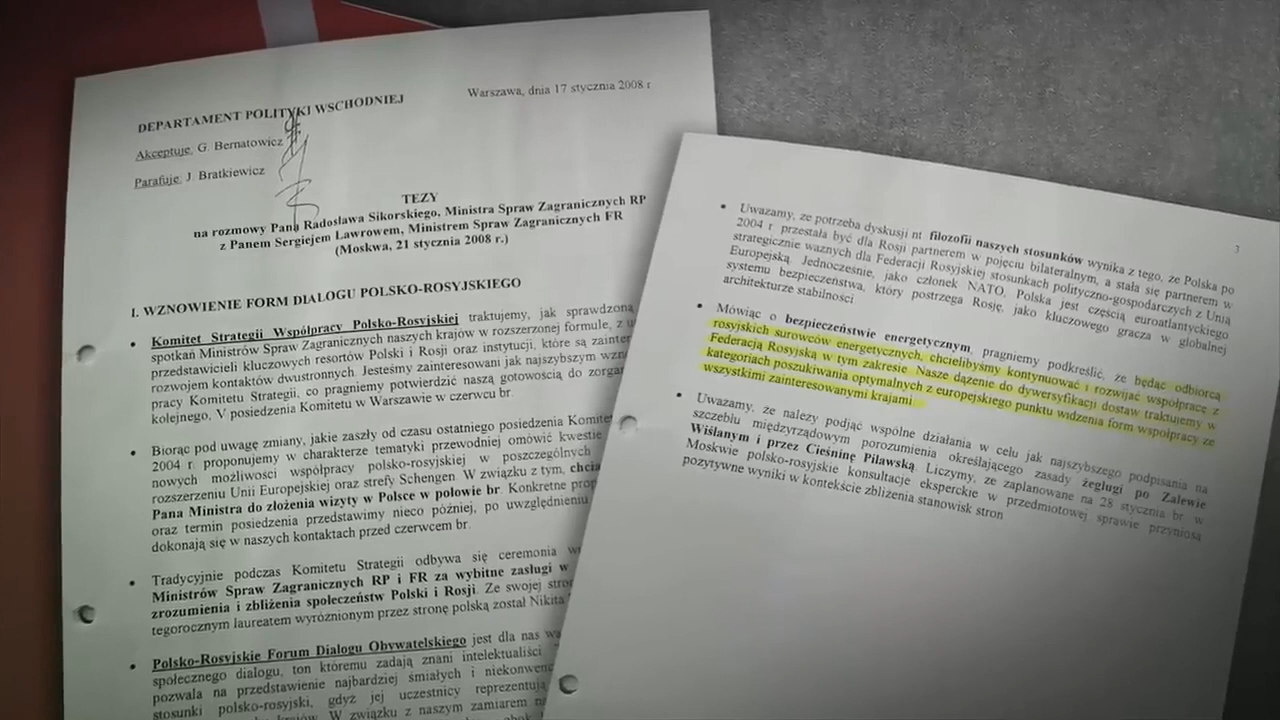 DEPARTAMENT POLITYKI WSCHODNIEJ
Warszawa, dnia 17 stycznia 2008 r
Akceptuje: G. Bernatowicz
Parafuje: J. Bratkiewicz
TEZY
na rozmowy Pana Radosława Sikorskiego, Ministra Spraw Zagranicznych RP
z Panem Sergiejem Ławrowem, Ministrem Spraw Zagranicznych FR
(Moskwa, 21 stycznia 2008 r.)
I. WZNOWIENIE FORM DIALOGU POLSKO-ROSYJSKIEGO
• Komitet Strategii Współpracy Polsko-Rosyjskiej traktujemy, jak sprawdzoną
spotkań Ministrów Spraw Zagranicznych naszych krajów w rozszerzonej formule, z u
przedstawicieli kluczowych resortów Polski i Rosji oraz instytucji, które są zainter
rozwojem kontaktów dwustronnych. Jesteśmy zainteresowani jak najszybszym wzno
pracy Komitetu Strategii, co pragniemy potwierdzić naszą gotowością do zorgan
kolejnego, V posiedzenia Komitetu w Warszawie w czerwcu br.
• Biorąc pod uwagę zmiany, jakie zaszły od czasu ostatniego posiedzenia Komitet
2004 r. proponujemy w charakterze tematyki przewodniej omówić kwestie
nowych możliwości współpracy polsko-rosyjskiej w poszczególnych
rozszerzeniu Unii Europejskiej oraz strefy Schengen. W związku z tym, chcia
Pana Ministra do złożenia wizyty w Polsce w połowie br. Konkretne prop
oraz termin posiedzenia przedstawimy nieco później, po uwzględnieniu
dokonają się w naszych kontaktach przed czerwcem br.
• Tradycyjnie podczas Komitetu Strategii odbywa się ceremonia wr
Ministrów Spraw Zagranicznych RP i FR za wybitne zasługi w
zrozumienia i zbliżenia społeczeństw Polski i Rosji. Ze swojej stron
tegorocznym laureatem wyróżnionym przez stronę polską został Nikita
• Polsko-Rosyjskie Forum Dialogu Obywatelskiego jest dla nas wa
społecznego dialogu, ton któremu zadają znani intelektualiści
pozwala na przedstawienie najbardziej śmiałych i niekonwenc
stosunki polsko-rosyjski, gdyż jej uczestnicy reprezentują
krajów. W związku z naszym zamiarem na
3
• Uważamy, że potrzeba dyskusji nt filozofii naszych stosunków wynika z tego, że Polska po
2004 r przestała być dla Rosji partnerem w pojęciu bilateralnym, a stała się partnerem w
strategicznie ważnych dla Federacji Rosyjskiej stosunkach polityczno-gospodarczych z Unią
Europejską. Jednocześnie, jako członek NATO, Polska jest częścią euroatlantyckiego
systemu bezpieczeństwa, który postrzega Rosję, jako kluczowego gracza w globalnej
architekturze stabilności
• Mówiąc o bezpieczeństwie energetycznym, pragniemy podkreślić, że będąc odbiorcą
rosyjskich surowców energetycznych, chcielibyśmy kontynuować i rozwijać współpracę z
Federacją Rosyjską w tym zakresie. Nasze dążenie do dywersyfikacji dostaw traktujemy w
kategoriach poszukiwania optymalnych z europejskiego punktu widzenia form współpracy ze
wszystkimi zainteresowanymi krajami.
• Uważamy, że należy podjąć wspólne działania w celu jak najszybszego podpisania na
szczeblu międzyrządowym porozumienia określającego zasady żeglugi po Zalewie
Wiślanym i przez Cieśninę Pilawską. Liczymy, że zaplanowane na 28 stycznia br. w
Moskwie polsko-rosyjskie konsultacje eksperckie w przedmiotowej sprawie przyniosą
pozytywne wyniki w kontekście zbliżenia stanowisk stron